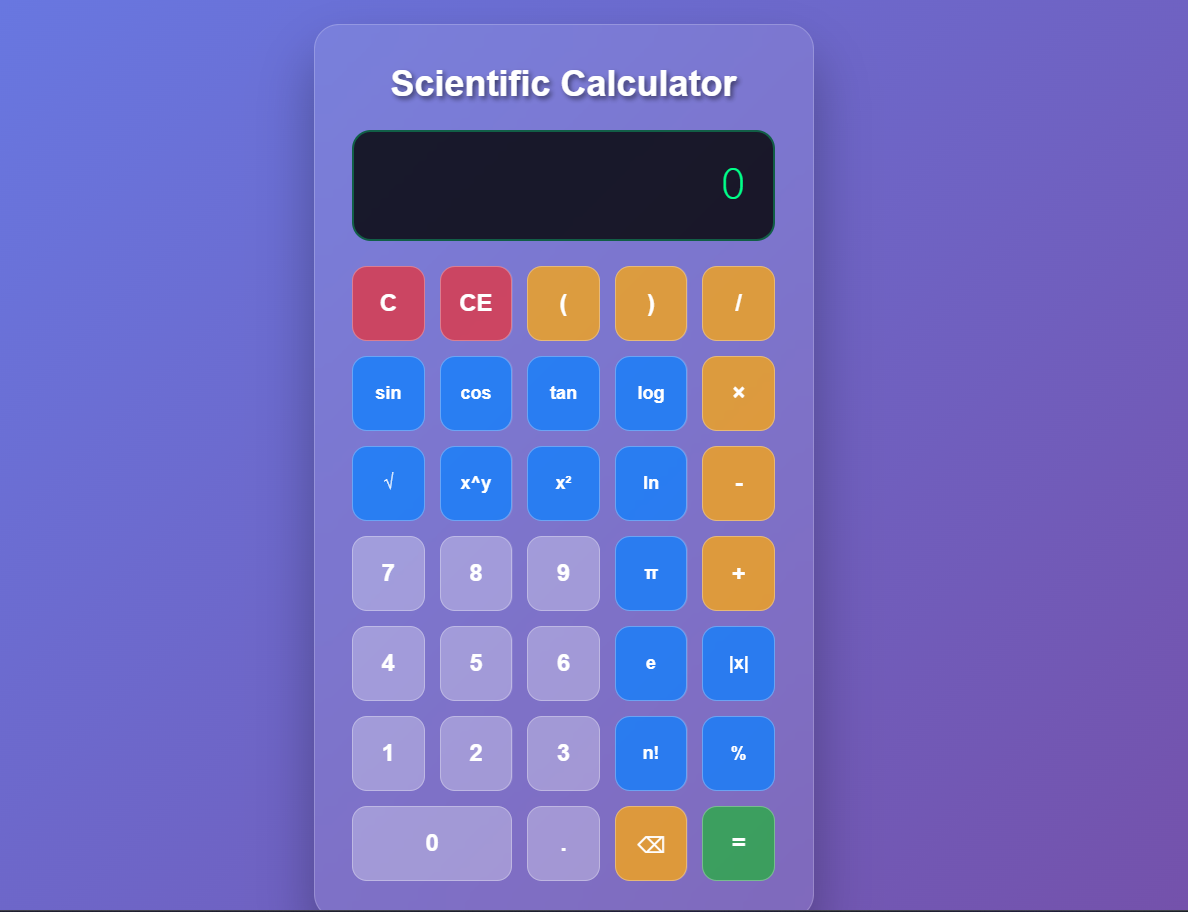 Scientific Calculator
0
C CE ( ) /
sin cos tan log ×
√ x^y x² ln -
7 8 9 π +
4 5 6 e |x|
1 2 3 n! %
0 . ⌫ =